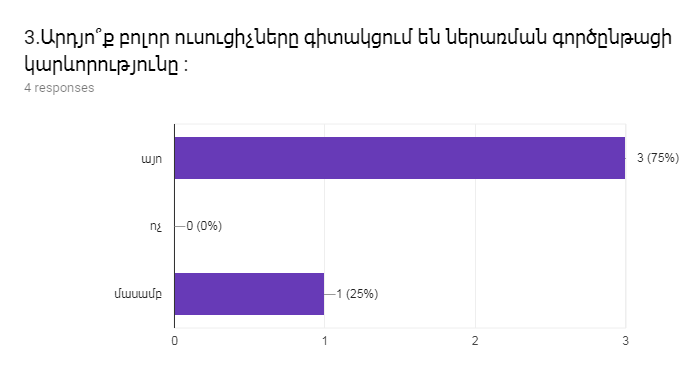 3.Արդյո՞ք բոլոր ուսուցիչները գիտակցում են ներառման գործընթացի
կարևորությունը :
4 responses
այո
3 (75%)
ոչ
0 (0%)
մասամբ
1 (25%)
0
1
2
3